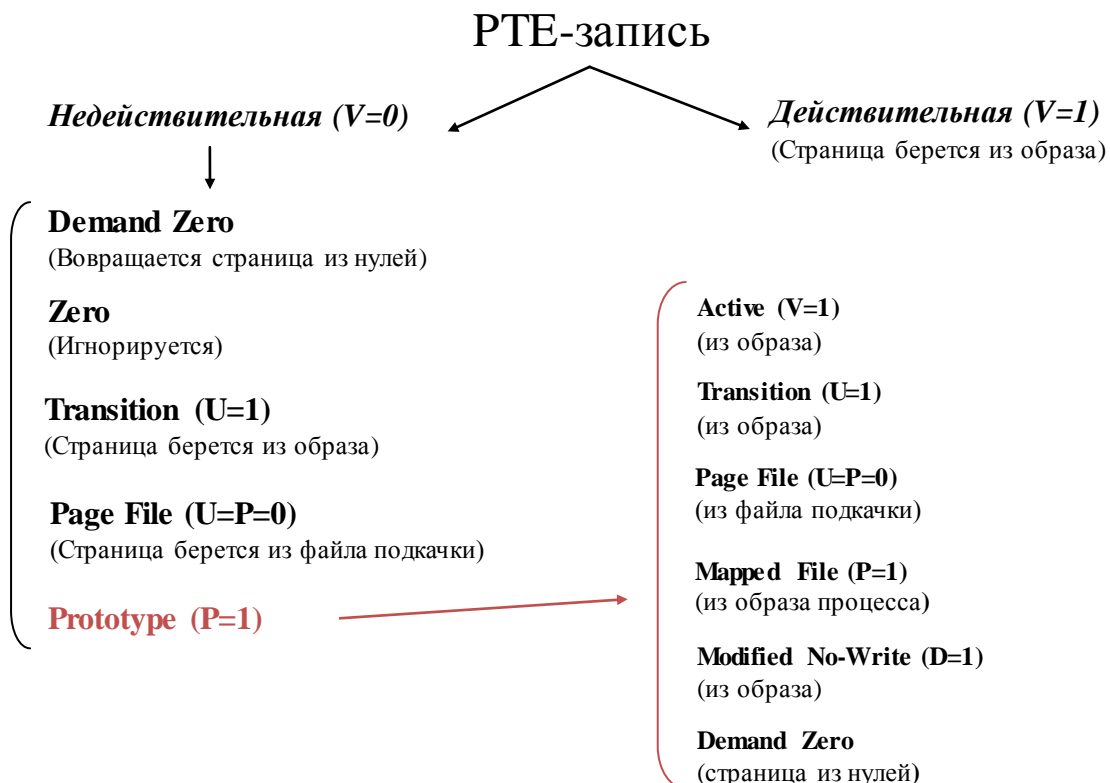 PTE-запись
Недействительная (V=0)
Действительная (V=1)
(Страница берется из образа)
Demand Zero
(Вовращается страница из нулей)
Zero
(Игнорируется)
Transition (U=1)
(Страница берется из образа)
Page File (U=P=0)
(Страница берется из файла подкачки)
Prototype (P=1)
Active (V=1)
(из образа)
Transition (U=1)
(из образа)
Page File (U=P=0)
(из файла подкачки)
Mapped File (P=1)
(из образа процесса)
Modified No-Write (D=1)
(из образа)
Demand Zero
(страница из нулей)